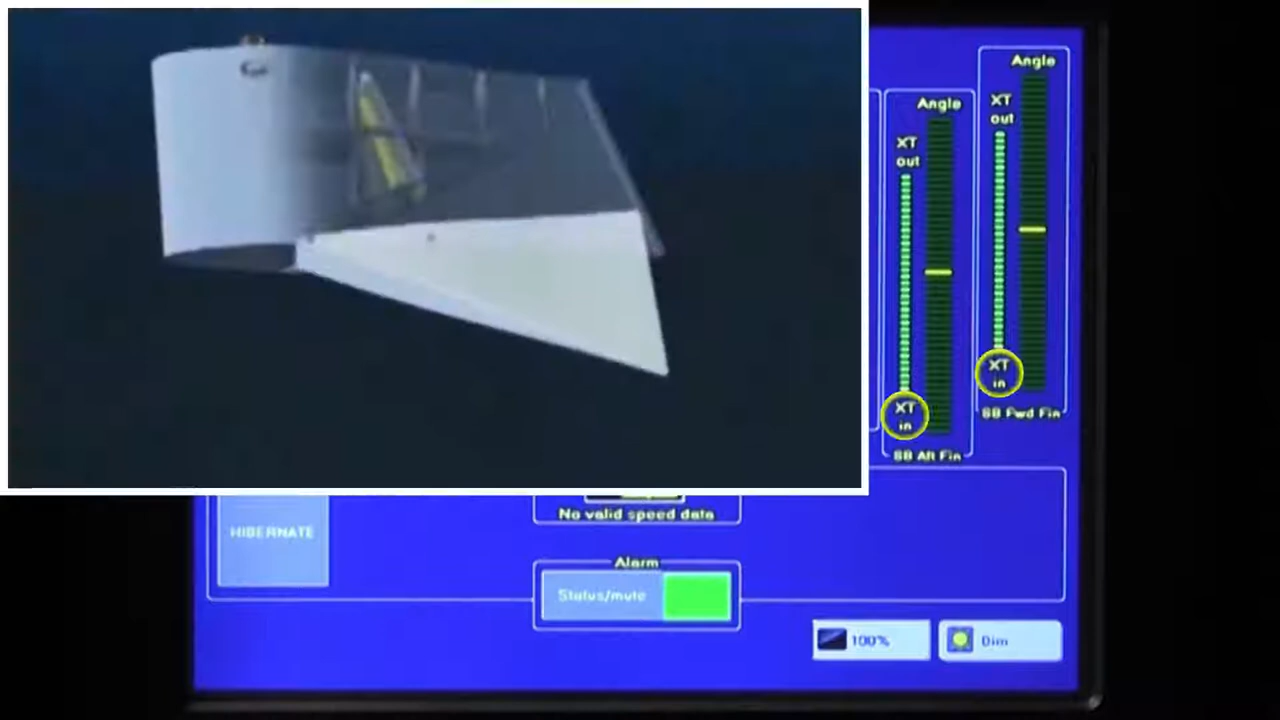 Angle
XT
out
XT
in
SB Aft Fin
Angle
XT
out
XT
in
SB Fwd Fin
HIBERNATE
No valid speed data
Alarm
Status/mute
100%
Dim